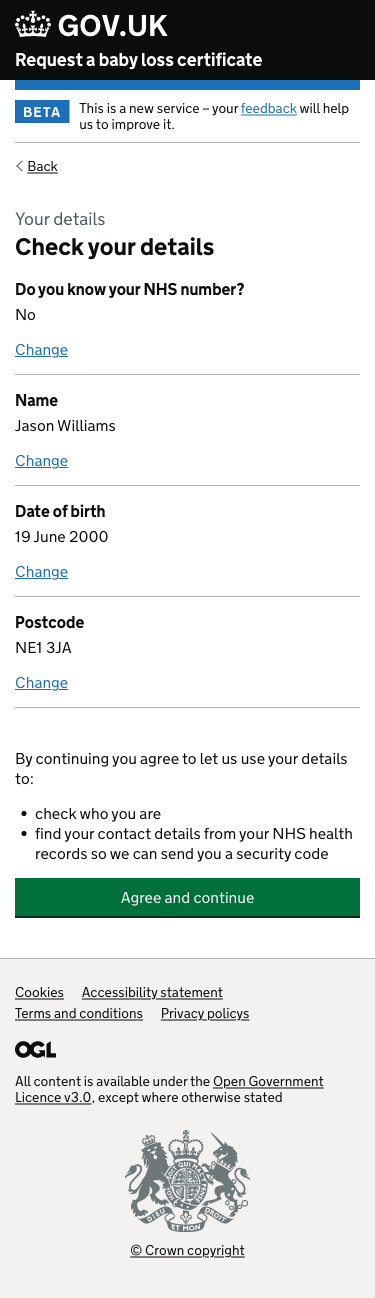 GOV.UK
Request a baby loss certificate
BETA
This is a new service – your feedback will help
us to improve it.
Back
Your details
Check your details
Do you know your NHS number?
No
Change
Name
Jason Williams
Change
Date of birth
19 June 2000
Change
Postcode
NE1 3JA
Change
By continuing you agree to let us use your details
to:
• check who you are
• find your contact details from your NHS health
records so we can send you a security code
Agree and continue
Cookies Accessibility statement
Terms and conditions Privacy policys
OGL
All content is available under the Open Government
Licence v3.0, except where otherwise stated
DIEU ET MON DROIT
© Crown copyright